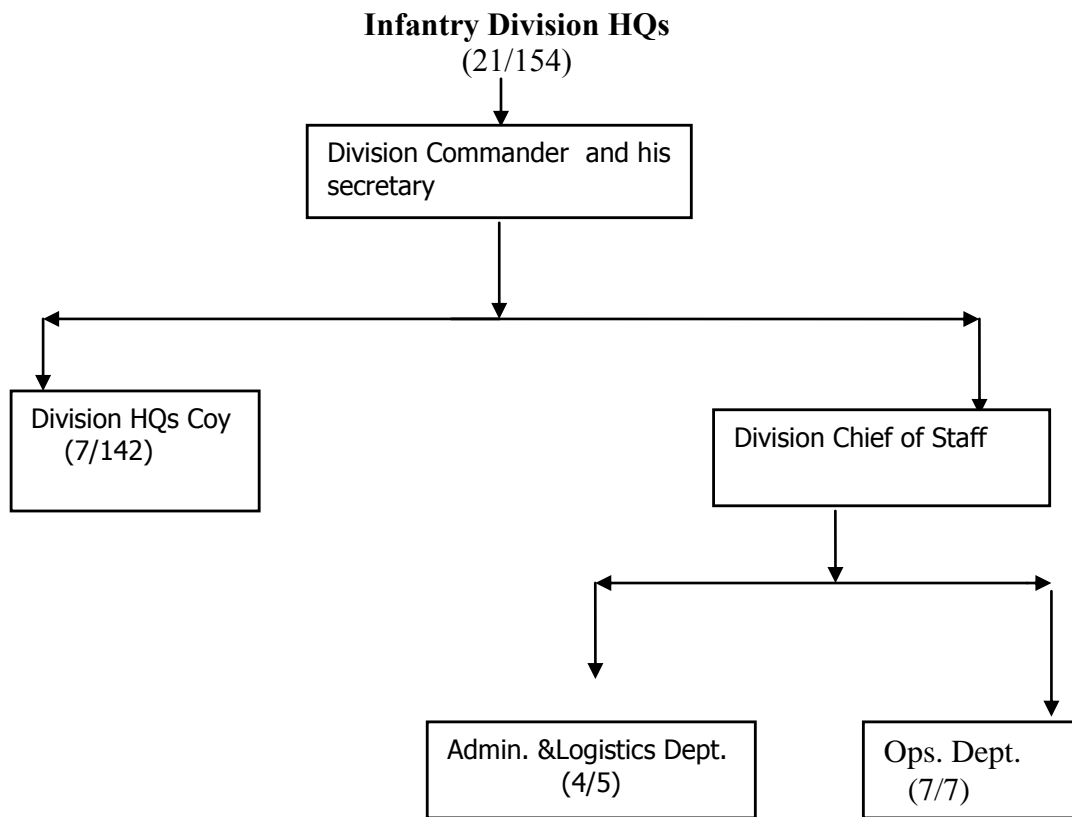 Infantry Division HQs
(21/154)
Division Commander and his
secretary
Division HQs Coy
(7/142)
Division Chief of Staff
Admin. &Logistics Dept.
(4/5)
Ops. Dept.
(7/7)